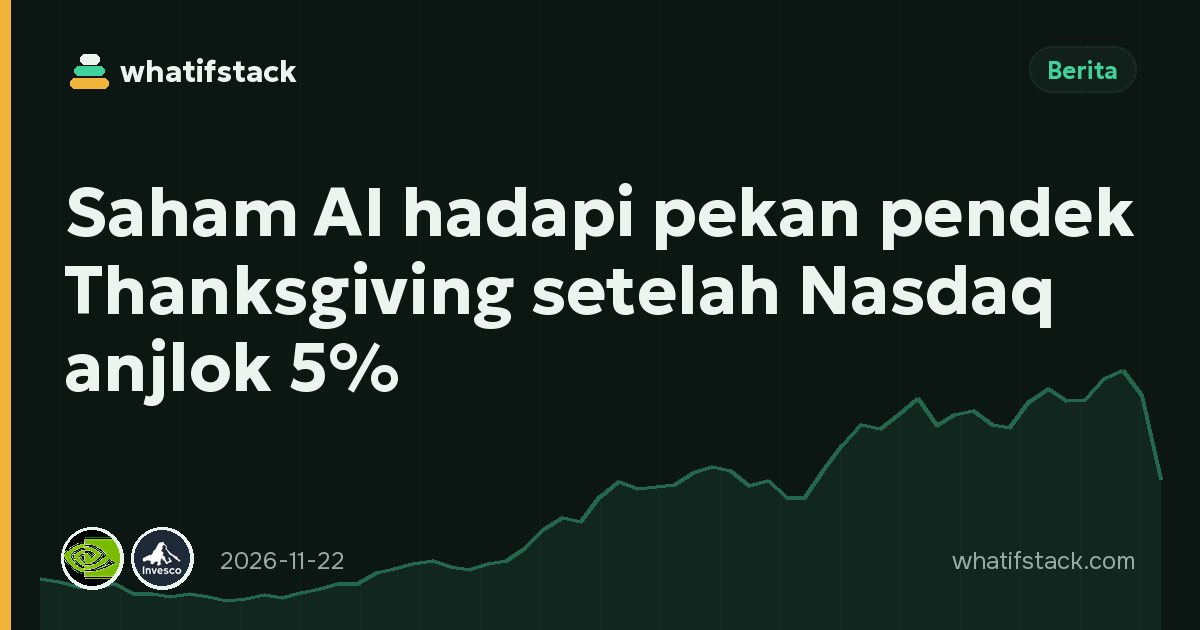 whatifstack
Berita
Saham AI hadapi pekan pendek
Thanksgiving setelah Nasdaq
anjlok 5%
Invesco
2026-11-22
whatifstack.com